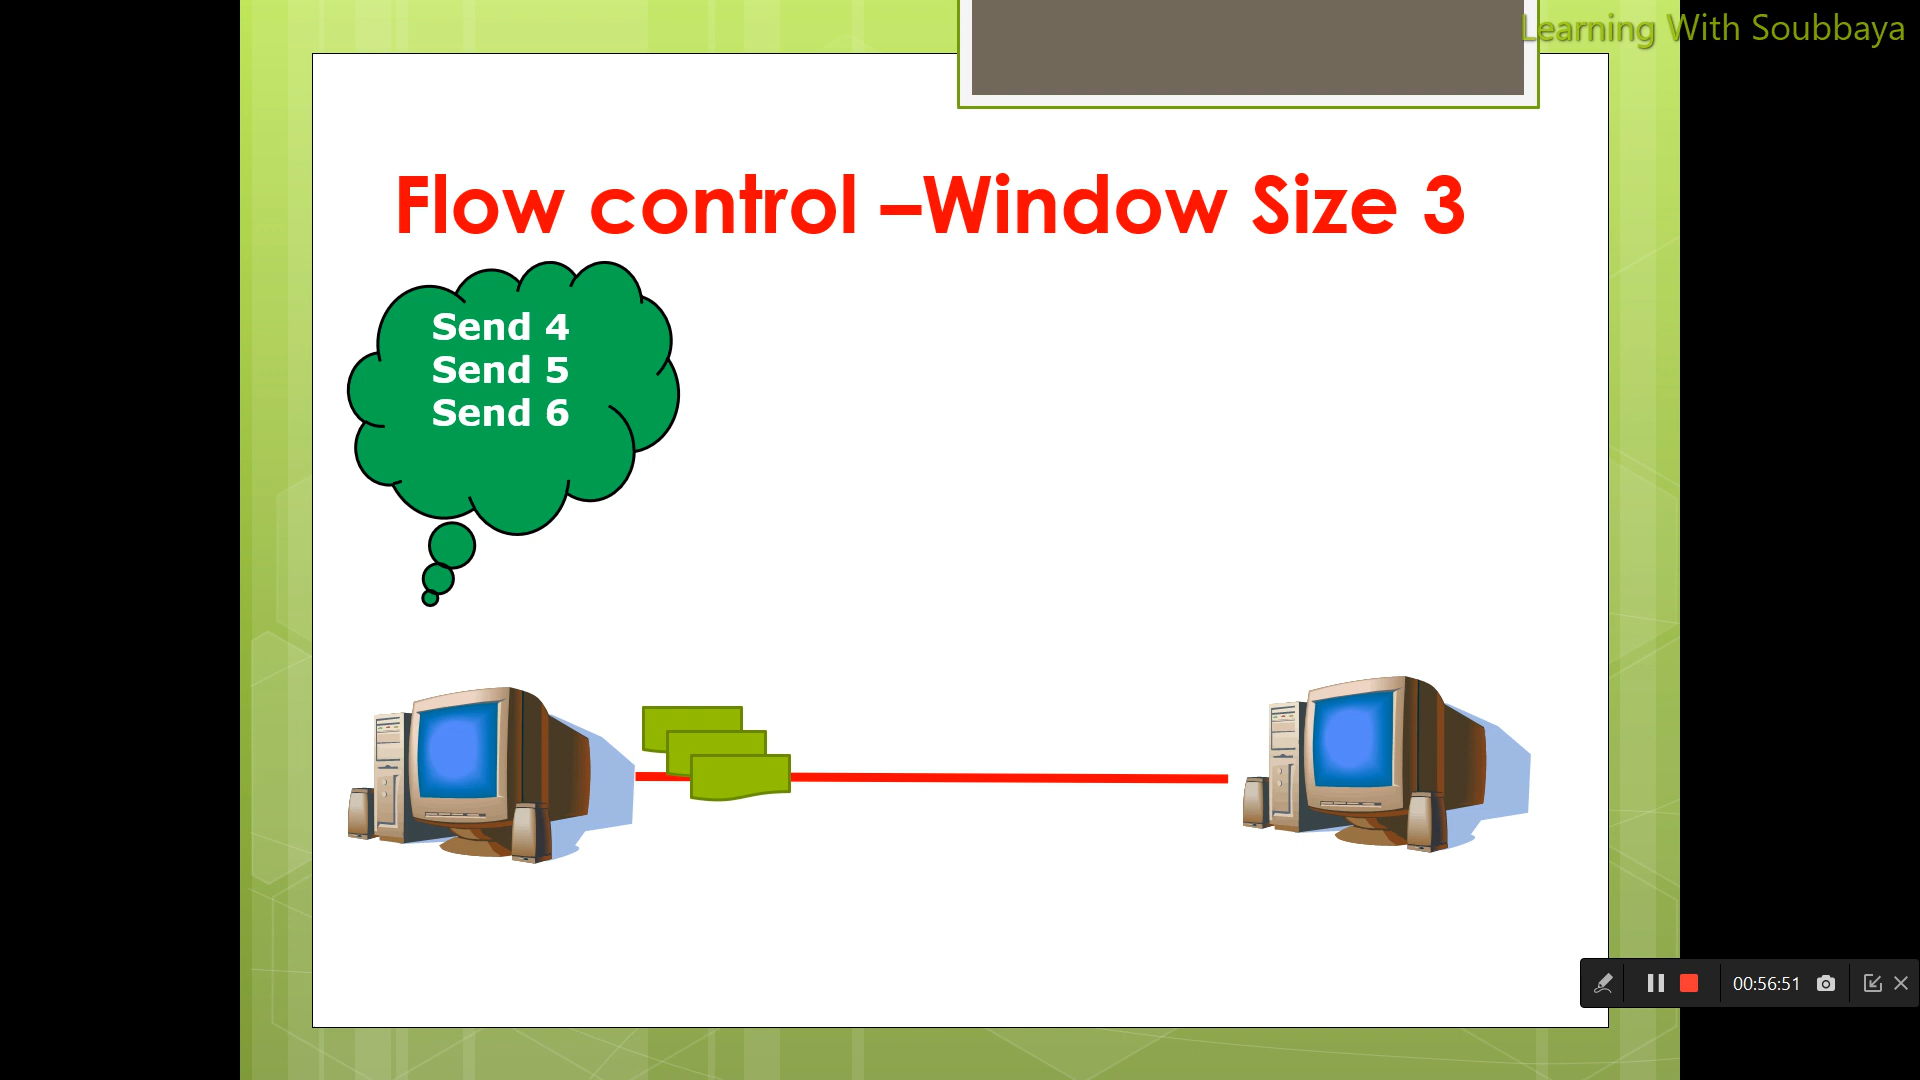 Learning With Soubbaya
Flow control –Window Size 3
Send 4
Send 5
Send 6
00:56:51